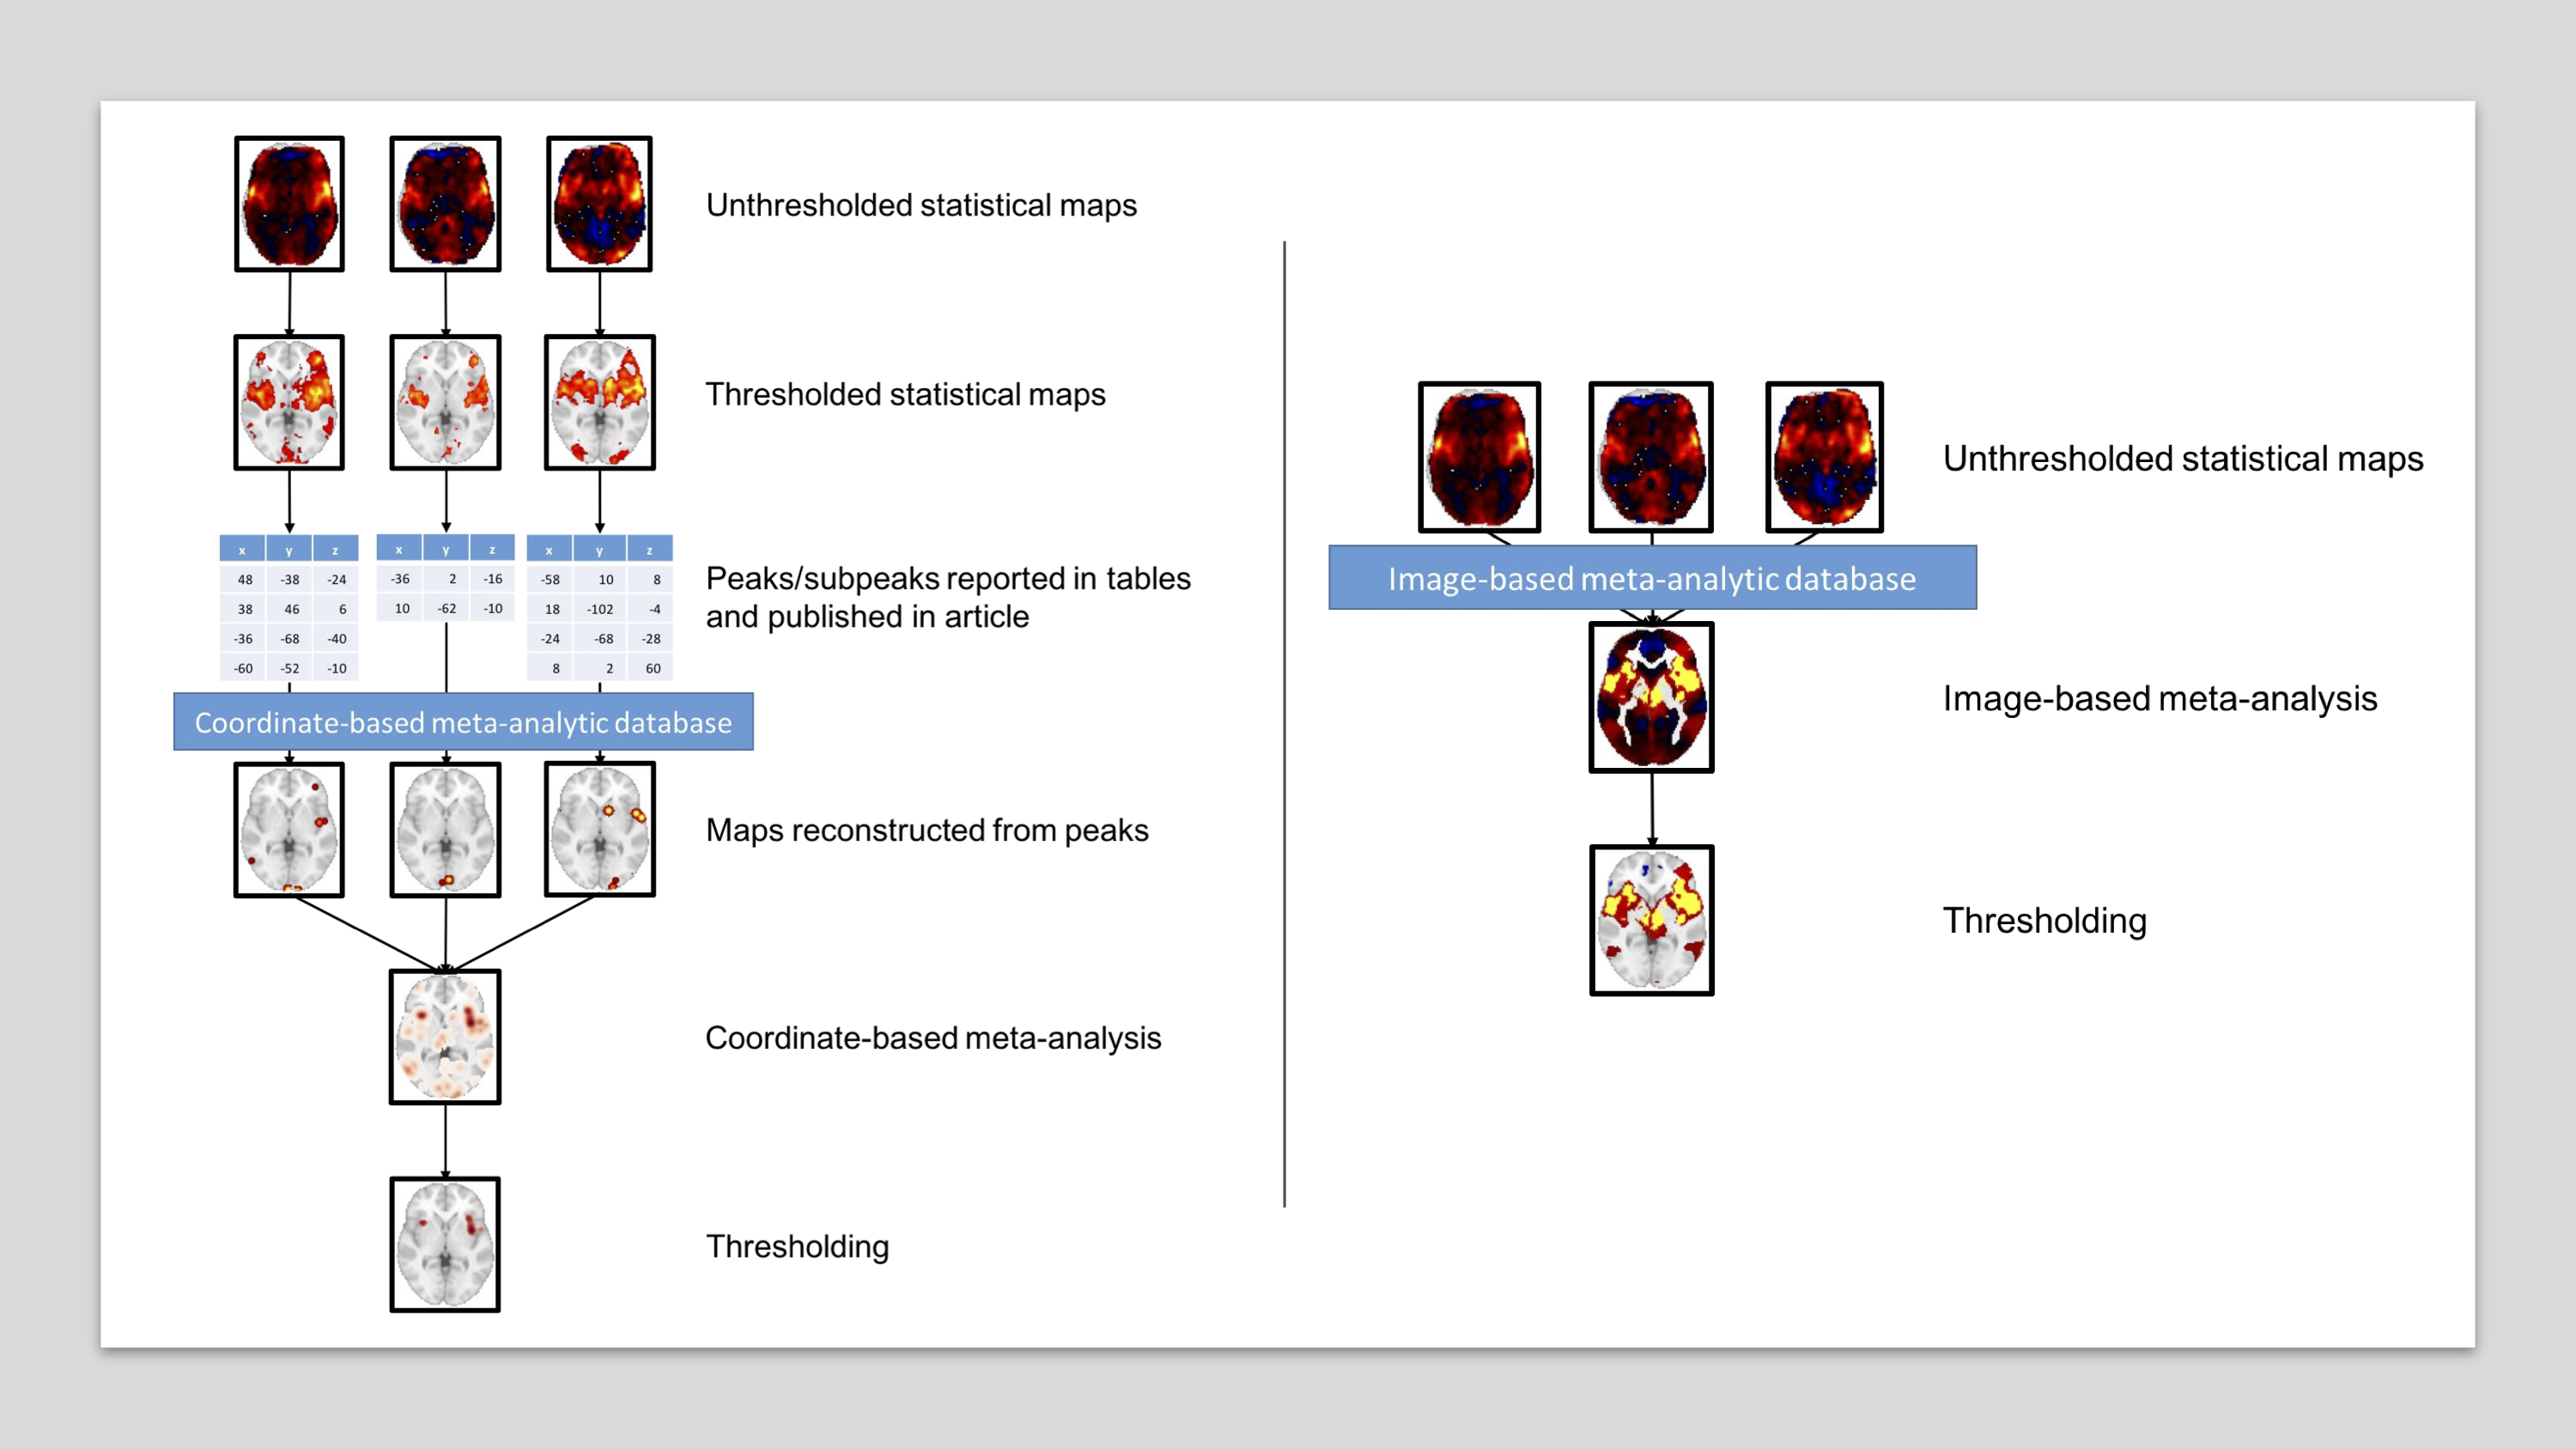 Unthresholded statistical maps
Thresholded statistical maps
x y z
48 -38 -24
38 46 6
-36 -68 -40
-60 -52 -10
x y z
-36 2 -16
10 -62 -10
x y z
-58 10 8
18 -102 -4
-24 -68 -28
8 2 60
Peaks/subpeaks reported in tables
and published in article
Coordinate-based meta-analytic database
Maps reconstructed from peaks
Coordinate-based meta-analysis
Thresholding
Unthresholded statistical maps
Image-based meta-analytic database
Image-based meta-analysis
Thresholding